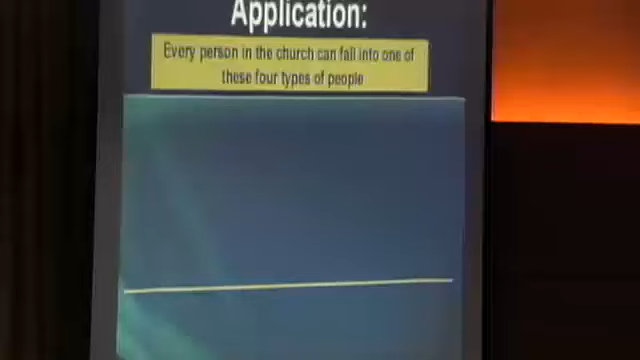 Application:
Every person in the church can fall into one of
these four types of people